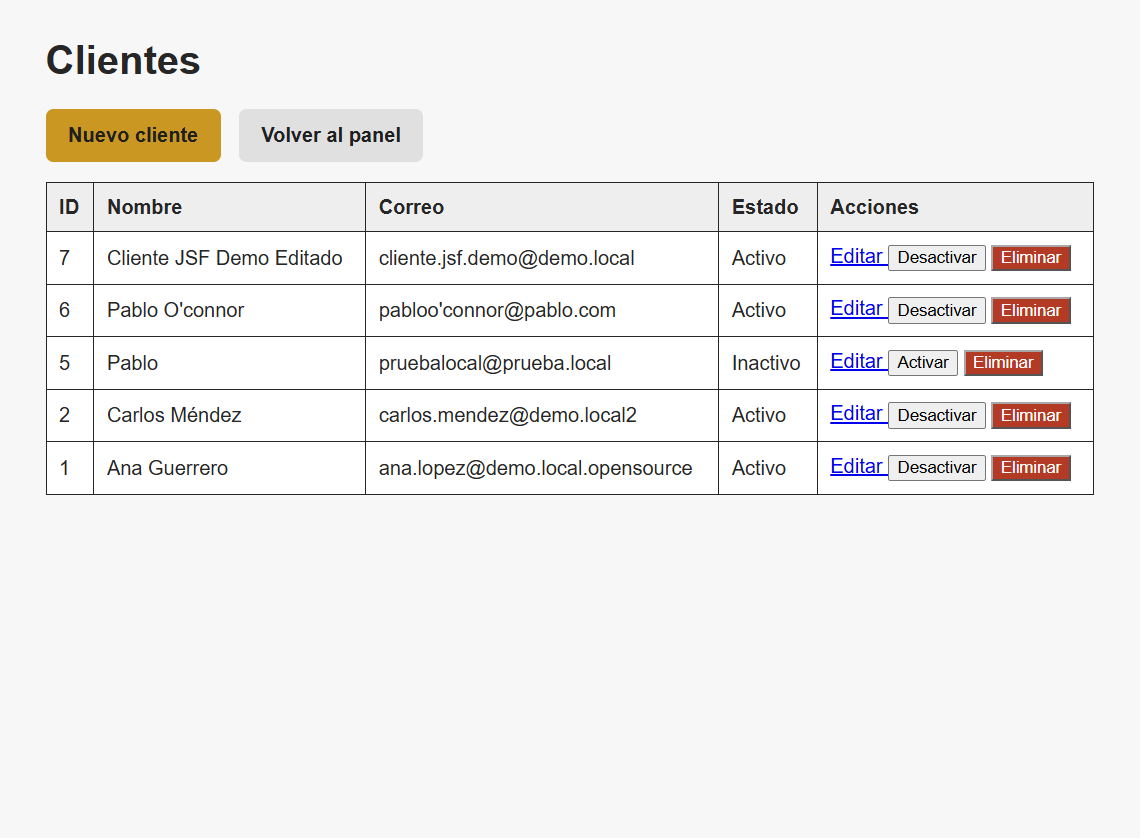 Clientes
Nuevo cliente Volver al panel
ID Nombre Correo Estado Acciones
7 Cliente JSF Demo Editado cliente.jsf.demo@demo.local Activo Editar Desactivar Eliminar
6 Pablo O'connor pabloo'connor@pablo.com Activo Editar Desactivar Eliminar
5 Pablo pruebalocal@prueba.local Inactivo Editar Activar Eliminar
2 Carlos Méndez carlos.mendez@demo.local2 Activo Editar Desactivar Eliminar
1 Ana Guerrero ana.lopez@demo.local.opensource Activo Editar Desactivar Eliminar